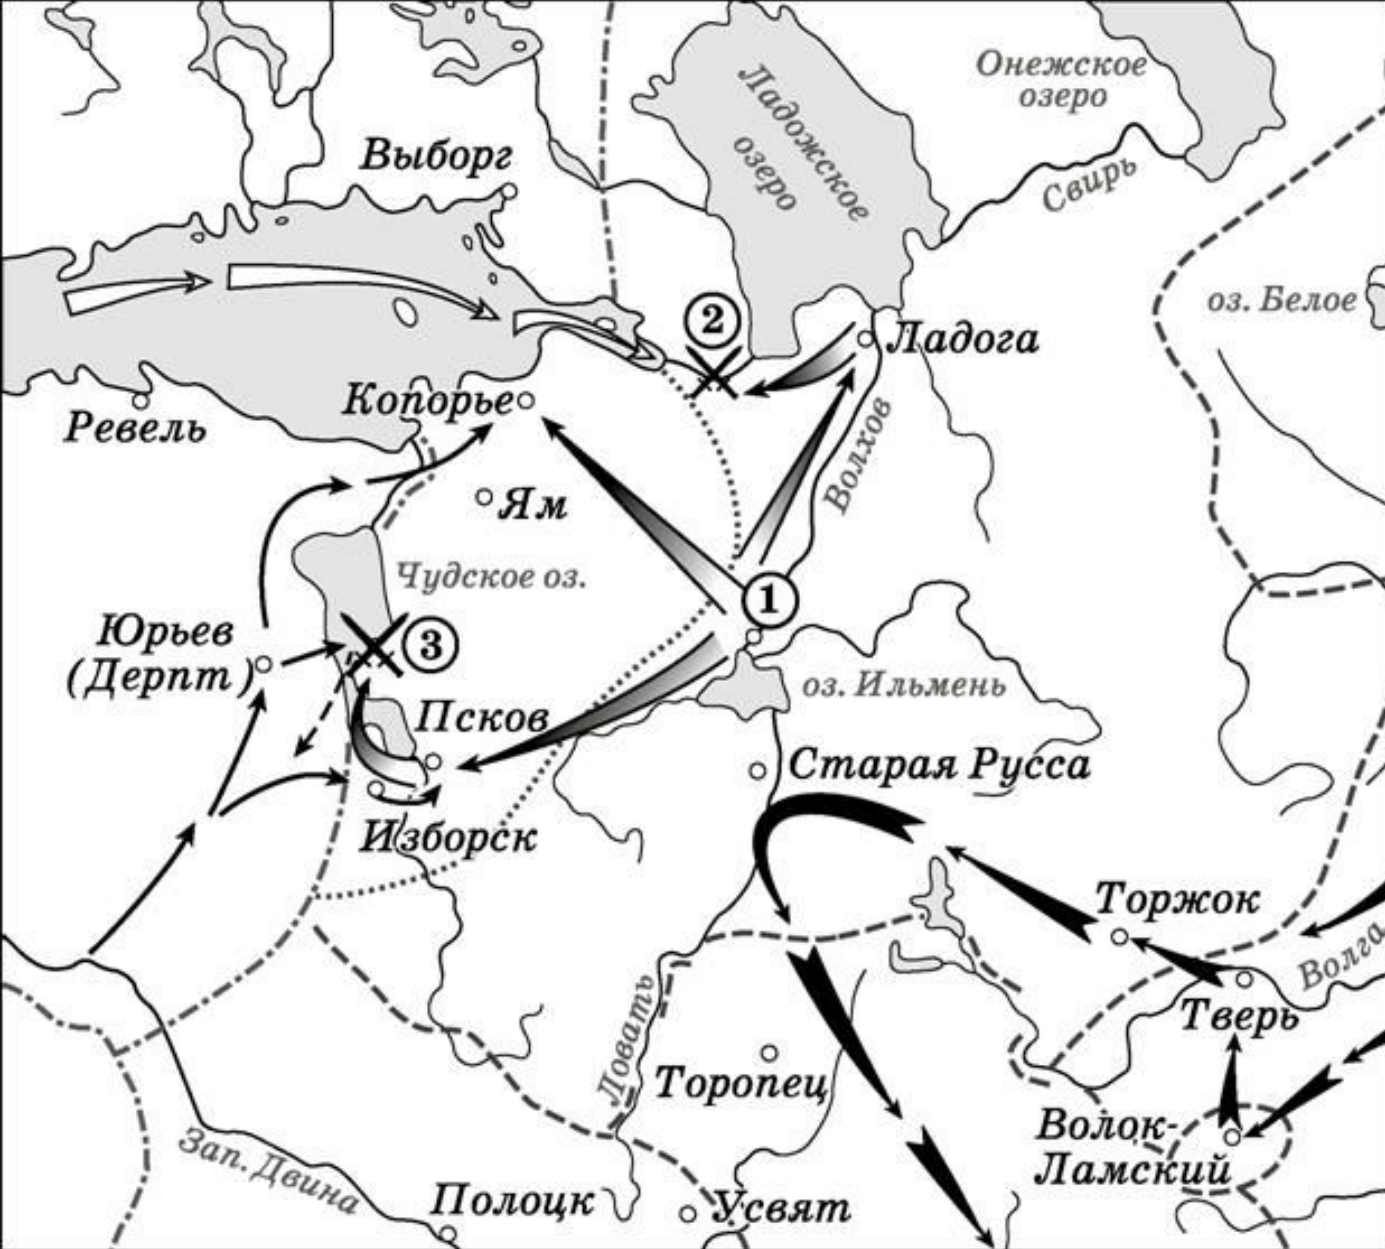 Онежское
озеро
Ладожское
озеро
Выборг
Свирь
оз. Белое
2
Ладога
Копорье
Ревель
Волхов
Ям
Чудское оз.
1
Юрьев
(Дерпт)
3
оз. Ильмень
Псков
Старая Русса
Изборск
Торжок
Волга
Тверь
Ловать
Торопец
Волок-
Ламский
Зап. Двина
Полоцк
Усвят